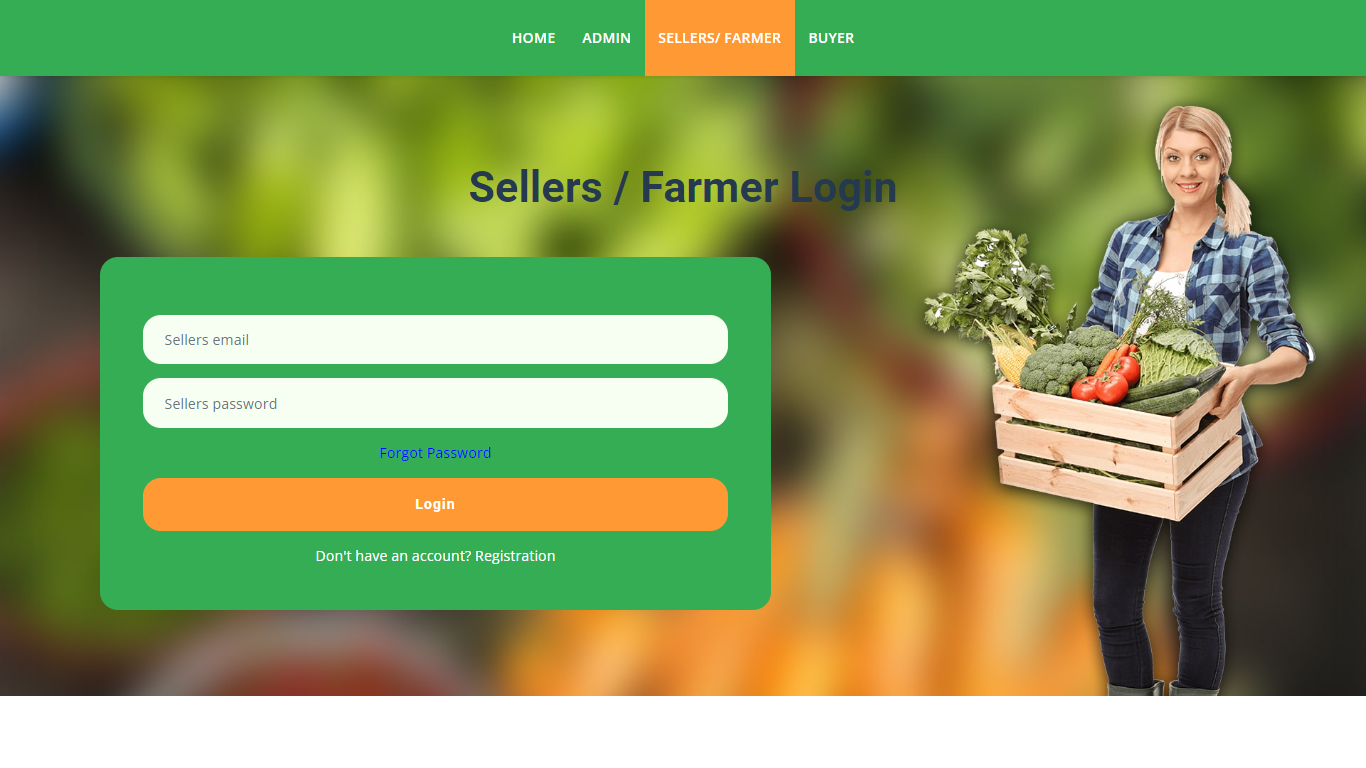 HOME ADMIN SELLERS/ FARMER BUYER
Sellers / Farmer Login
Sellers email
Sellers password
Forgot Password
Login
Don't have an account? Registration